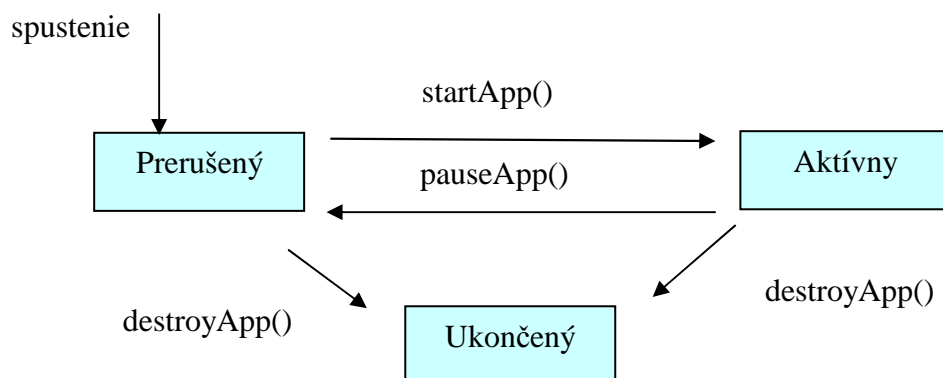 spustenie
startApp()
Prerušený
Aktívny
pauseApp()
destroyApp()
destroyApp()
Ukončený